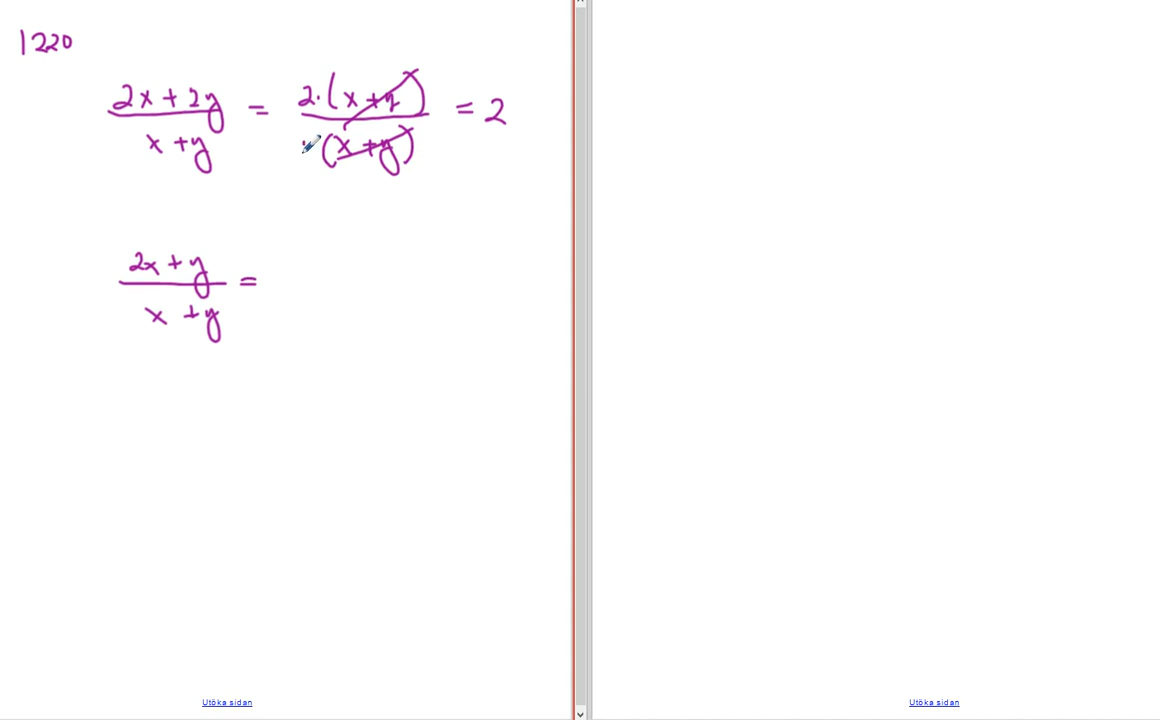 1220
2x + 2y / x + y = 2·(x + y) / (x + y) = 2
2x + y / x + y =
Utöka sidan
Utöka sidan